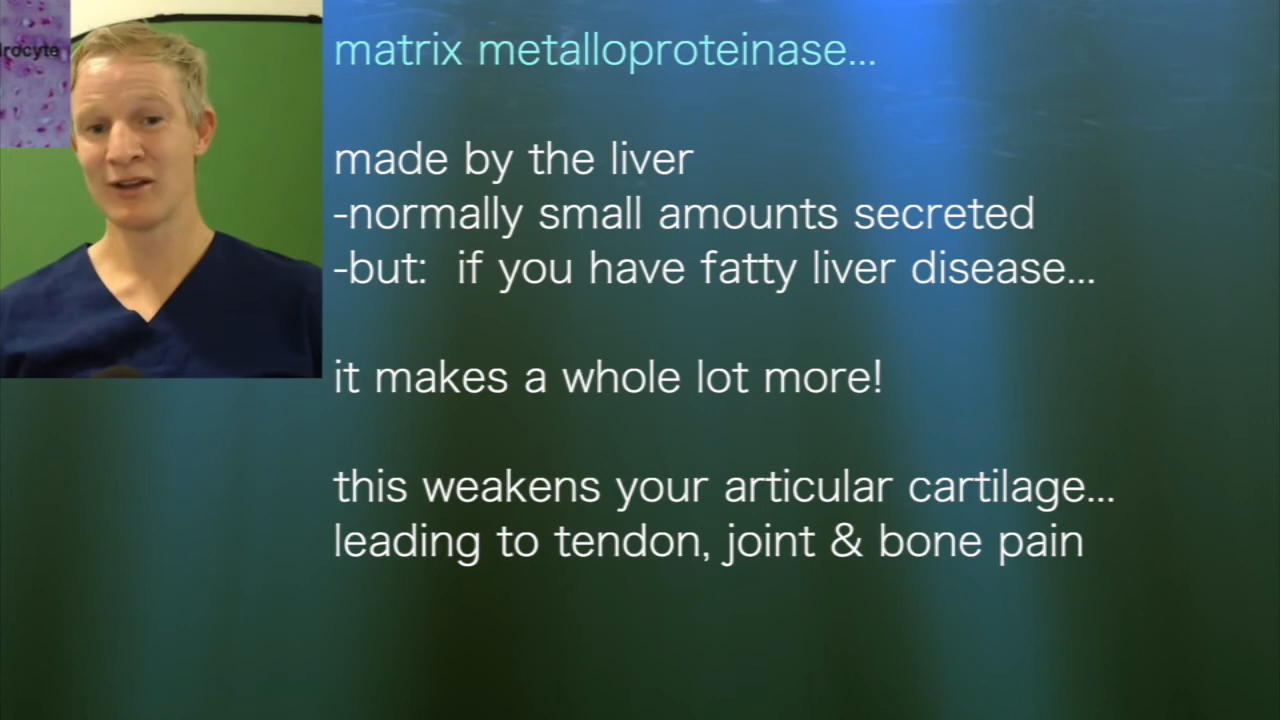 rocyte
matrix metalloproteinase...
made by the liver
-normally small amounts secreted
-but: if you have fatty liver disease...
it makes a whole lot more!
this weakens your articular cartilage...
leading to tendon, joint & bone pain